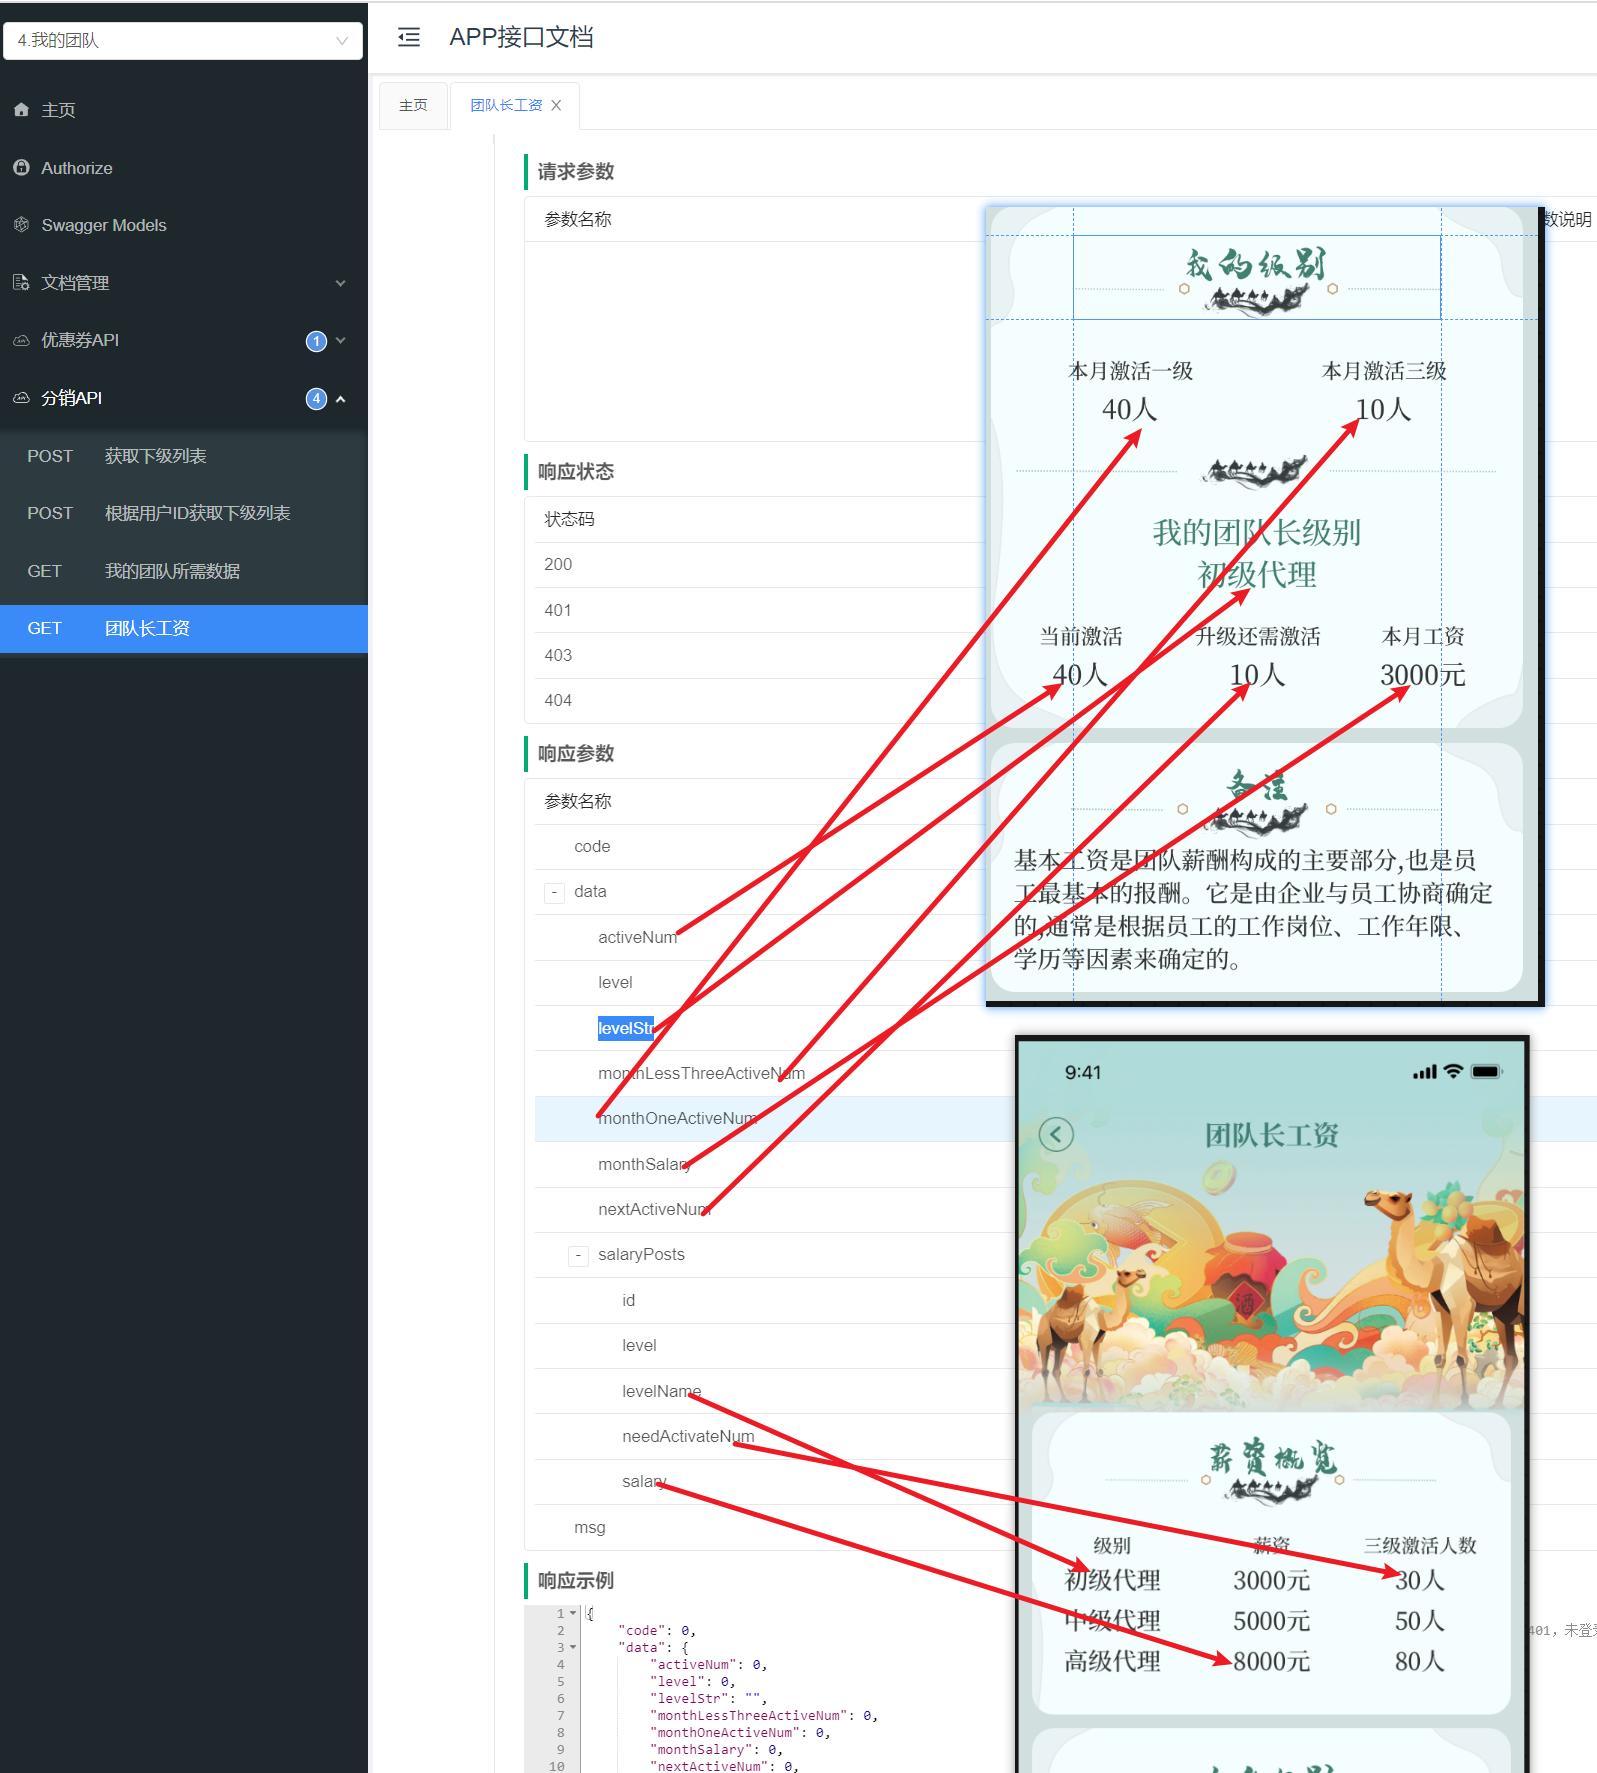 4.我的团队
主页
Authorize
Swagger Models
文档管理
优惠券API
1
分销API
4
POST 获取下级列表
POST 根据用户ID获取下级列表
GET 我的团队所需数据
GET 团队长工资
APP接口文档
主页
团队长工资
请求参数
参数名称
数说明
响应状态
状态码
200
401
403
404
响应参数
参数名称
code
- data
activeNum
level
levelStr
monthLessThreeActiveNum
monthOneActiveNum
monthSalary
nextActiveNum
- salaryPosts
id
level
levelName
needActivateNum
salary
msg
响应示例
1 {
2 "code": 0,
3 "data": {
4 "activeNum": 0,
5 "level": 0,
6 "levelStr": "",
7 "monthLessThreeActiveNum": 0,
8 "monthOneActiveNum": 0,
9 "monthSalary": 0,
10 "nextActiveNum": 0,
我的级别
本月激活一级 本月激活三级
40人 10人
我的团队长级别
初级代理
当前激活 升级还需激活 本月工资
40人 10人 3000元
备注
基本工资是团队薪酬构成的主要部分,也是员
工最基本的报酬。它是由企业与员工协商确定
的,通常是根据员工的工作岗位、工作年限、
学历等因素来确定的。
9:41
团队长工资
酒
薪资概览
级别 薪资 三级激活人数
初级代理 3000元 30人
中级代理 5000元 50人
高级代理 8000元 80人
401，未登